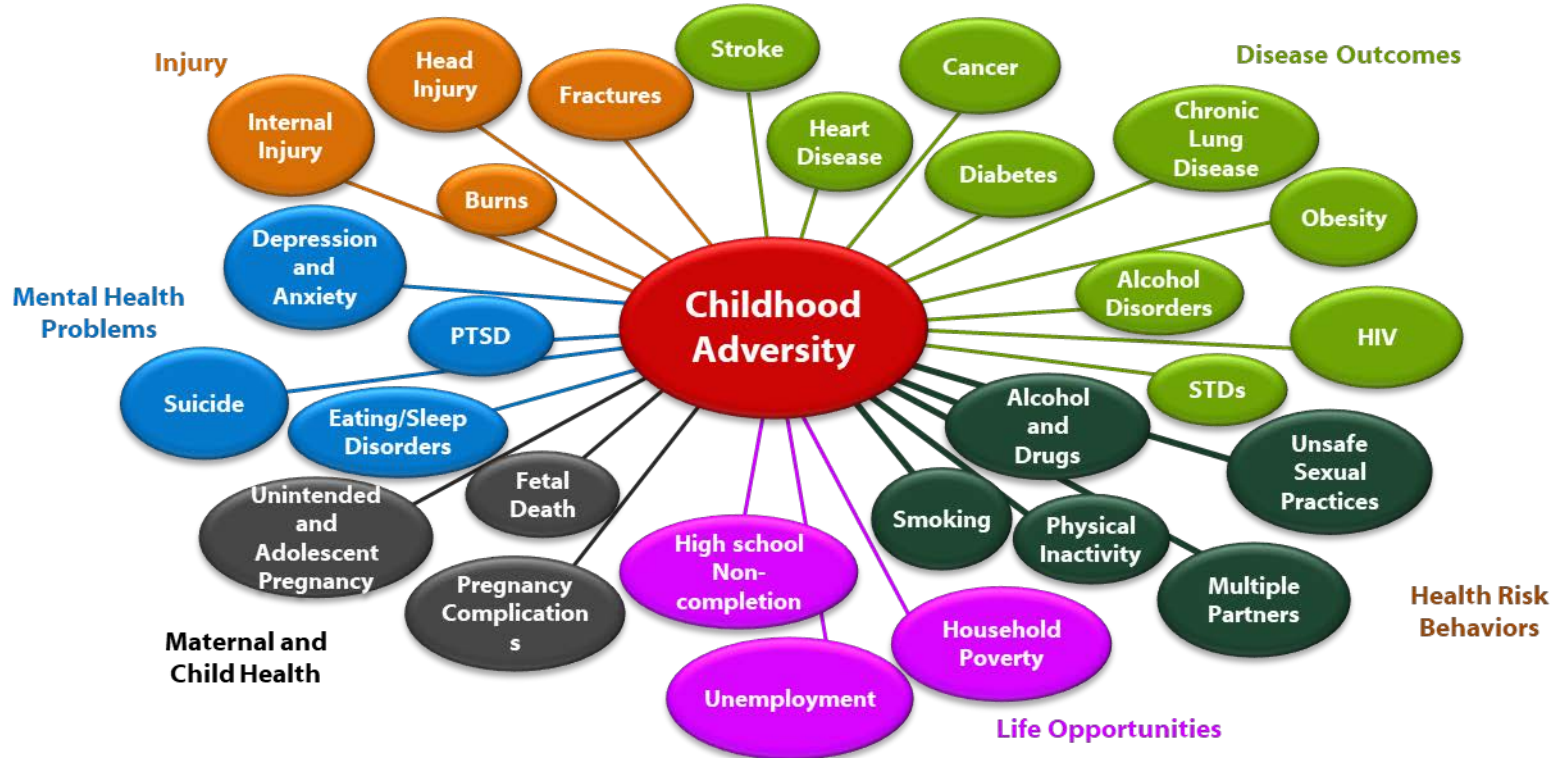 Injury
Head
Injury
Fractures
Internal
Injury
Burns
Stroke
Cancer
Disease Outcomes
Heart
Disease
Diabetes
Chronic
Lung
Disease
Obesity
Alcohol
Disorders
HIV
STDs
Childhood
Adversity
Mental Health
Problems
Depression
and
Anxiety
PTSD
Suicide
Eating/Sleep
Disorders
Unintended
and
Adolescent
Pregnancy
Fetal
Death
Pregnancy
Complication
s
Maternal and
Child Health
High school
Non-
completion
Unemployment
Household
Poverty
Life Opportunities
Alcohol
and
Drugs
Unsafe
Sexual
Practices
Smoking
Physical
Inactivity
Multiple
Partners
Health Risk
Behaviors